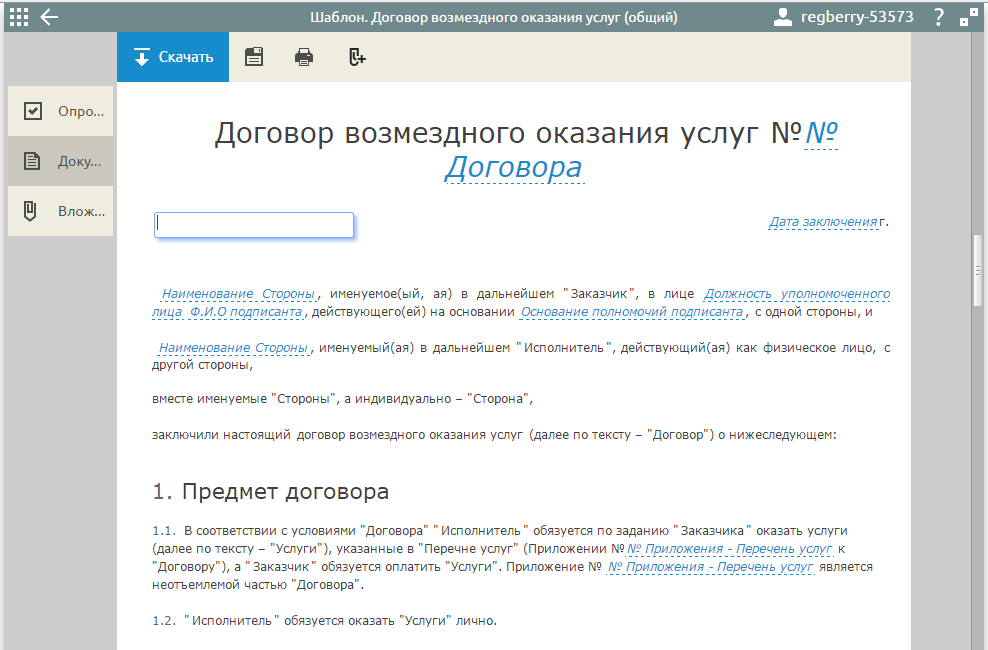 Шаблон. Договор возмездного оказания услуг (общий)
regberry-53573
?
Скачать
Опро...
Доку...
Влож...
Договор возмездного оказания услуг №№
Договора
Дата заключения г.
Наименование Стороны, именуемое(ый, ая) в дальнейшем "Заказчик", в лице Должность уполномоченного
лица Ф.И.О подписанта, действующего(ей) на основании Основание полномочий подписанта, с одной стороны, и
Наименование Стороны, именуемый(ая) в дальнейшем "Исполнитель", действующий(ая) как физическое лицо, с
другой стороны,
вместе именуемые "Стороны", а индивидуально – "Сторона",
заключили настоящий договор возмездного оказания услуг (далее по тексту – "Договор") о нижеследующем:
1. Предмет договора
1.1. В соответствии с условиями "Договора" "Исполнитель" обязуется по заданию "Заказчика" оказать услуги
(далее по тексту – "Услуги"), указанные в "Перечне услуг" (Приложении №№ Приложения - Перечень услуг к
"Договору"), а "Заказчик" обязуется оплатить "Услуги". Приложение № № Приложения - Перечень услуг является
неотъемлемой частью "Договора".
1.2. "Исполнитель" обязуется оказать "Услуги" лично.